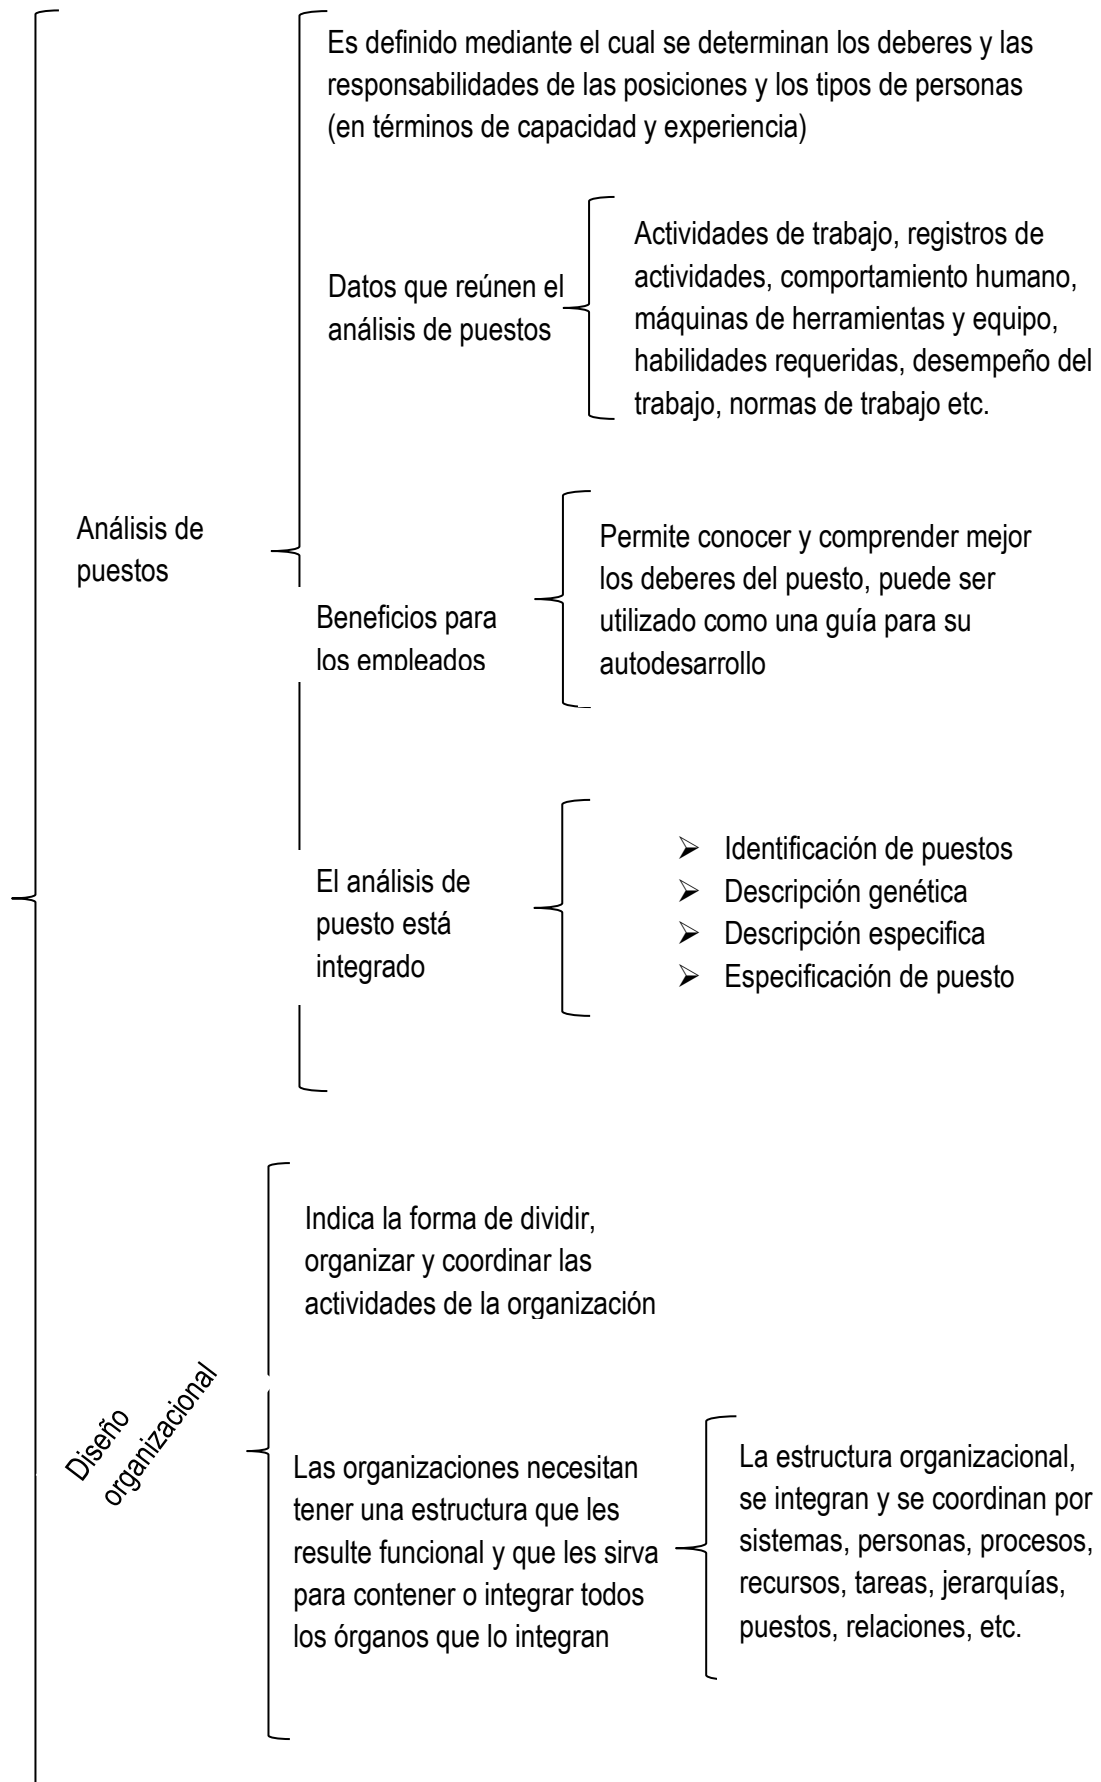 Es definido mediante el cual se determinan los deberes y las
responsabilidades de las posiciones y los tipos de personas
(en términos de capacidad y experiencia)
Datos que reúnen el
análisis de puestos
Actividades de trabajo, registros de
actividades, comportamiento humano,
máquinas de herramientas y equipo,
habilidades requeridas, desempeño del
trabajo, normas de trabajo etc.
Análisis de
puestos
Beneficios para
los empleados
Permite conocer y comprender mejor
los deberes del puesto, puede ser
utilizado como una guía para su
autodesarrollo
El análisis de
puesto está
integrado
➢ Identificación de puestos
➢ Descripción genética
➢ Descripción especifica
➢ Especificación de puesto
Indica la forma de dividir,
organizar y coordinar las
actividades de la organización
Diseño
organizacional
Las organizaciones necesitan
tener una estructura que les
resulte funcional y que les sirva
para contener o integrar todos
los órganos que lo integran
La estructura organizacional,
se integran y se coordinan por
sistemas, personas, procesos,
recursos, tareas, jerarquías,
puestos, relaciones, etc.